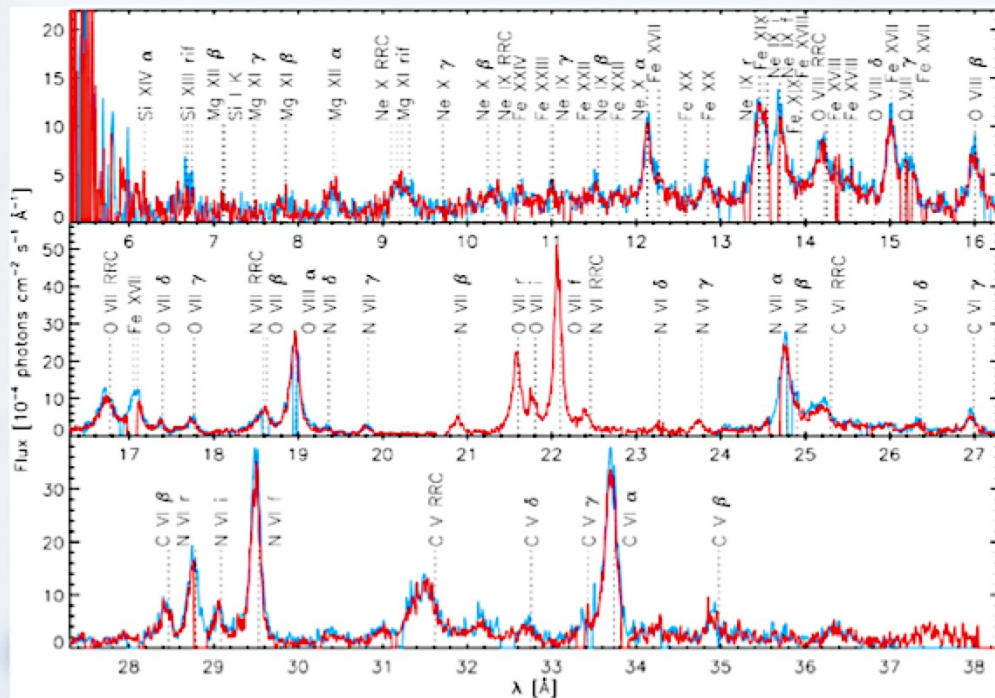 20
15
10
5
0
Si XIV α
Si XIII rif
Mg XII β
Si I K
Mg XI γ
Mg XI β
Mg XII α
Ne X RRC
Mg XI rif
Ne X γ
Ne X β
Ne IX RRC
Fe XXIV
Fe XXIII
Ne IX γ
Fe XXII
Ne IX β
Fe XXII
Ne X α
Fe XVII
Fe XX
Fe XX
Ne IX r
Fe XIX
Ne IX i
Ne IX f
Fe XIX
Fe XVIII
O VIII RRC
Fe XVIII
Fe XVIII
O VIII δ
Fe XVII
O VIII γ
Fe XVII
O VIII β
6 7 8 9 10 11 12 13 14 15 16
Flux [10⁻⁴ photons cm⁻² s⁻¹ Å⁻¹]
50
40
30
20
10
0
O VII RRC
Fe XVII
O VII δ
O VII γ
N VII RRC
O VII β
O VIII α
N VII δ
N VII γ
N VII β
O VII r
O VII i
O VII f
N VI RRC
N VI δ
N VI γ
N VII α
N VI β
C VI RRC
C VI δ
C VI γ
17 18 19 20 21 22 23 24 25 26 27
30
20
10
0
C VI β
N VI r
N VI i
N VI f
C V RRC
C V δ
C V γ
C VI α
C V β
28 29 30 31 32 33 34 35 36 37 38
λ [Å]